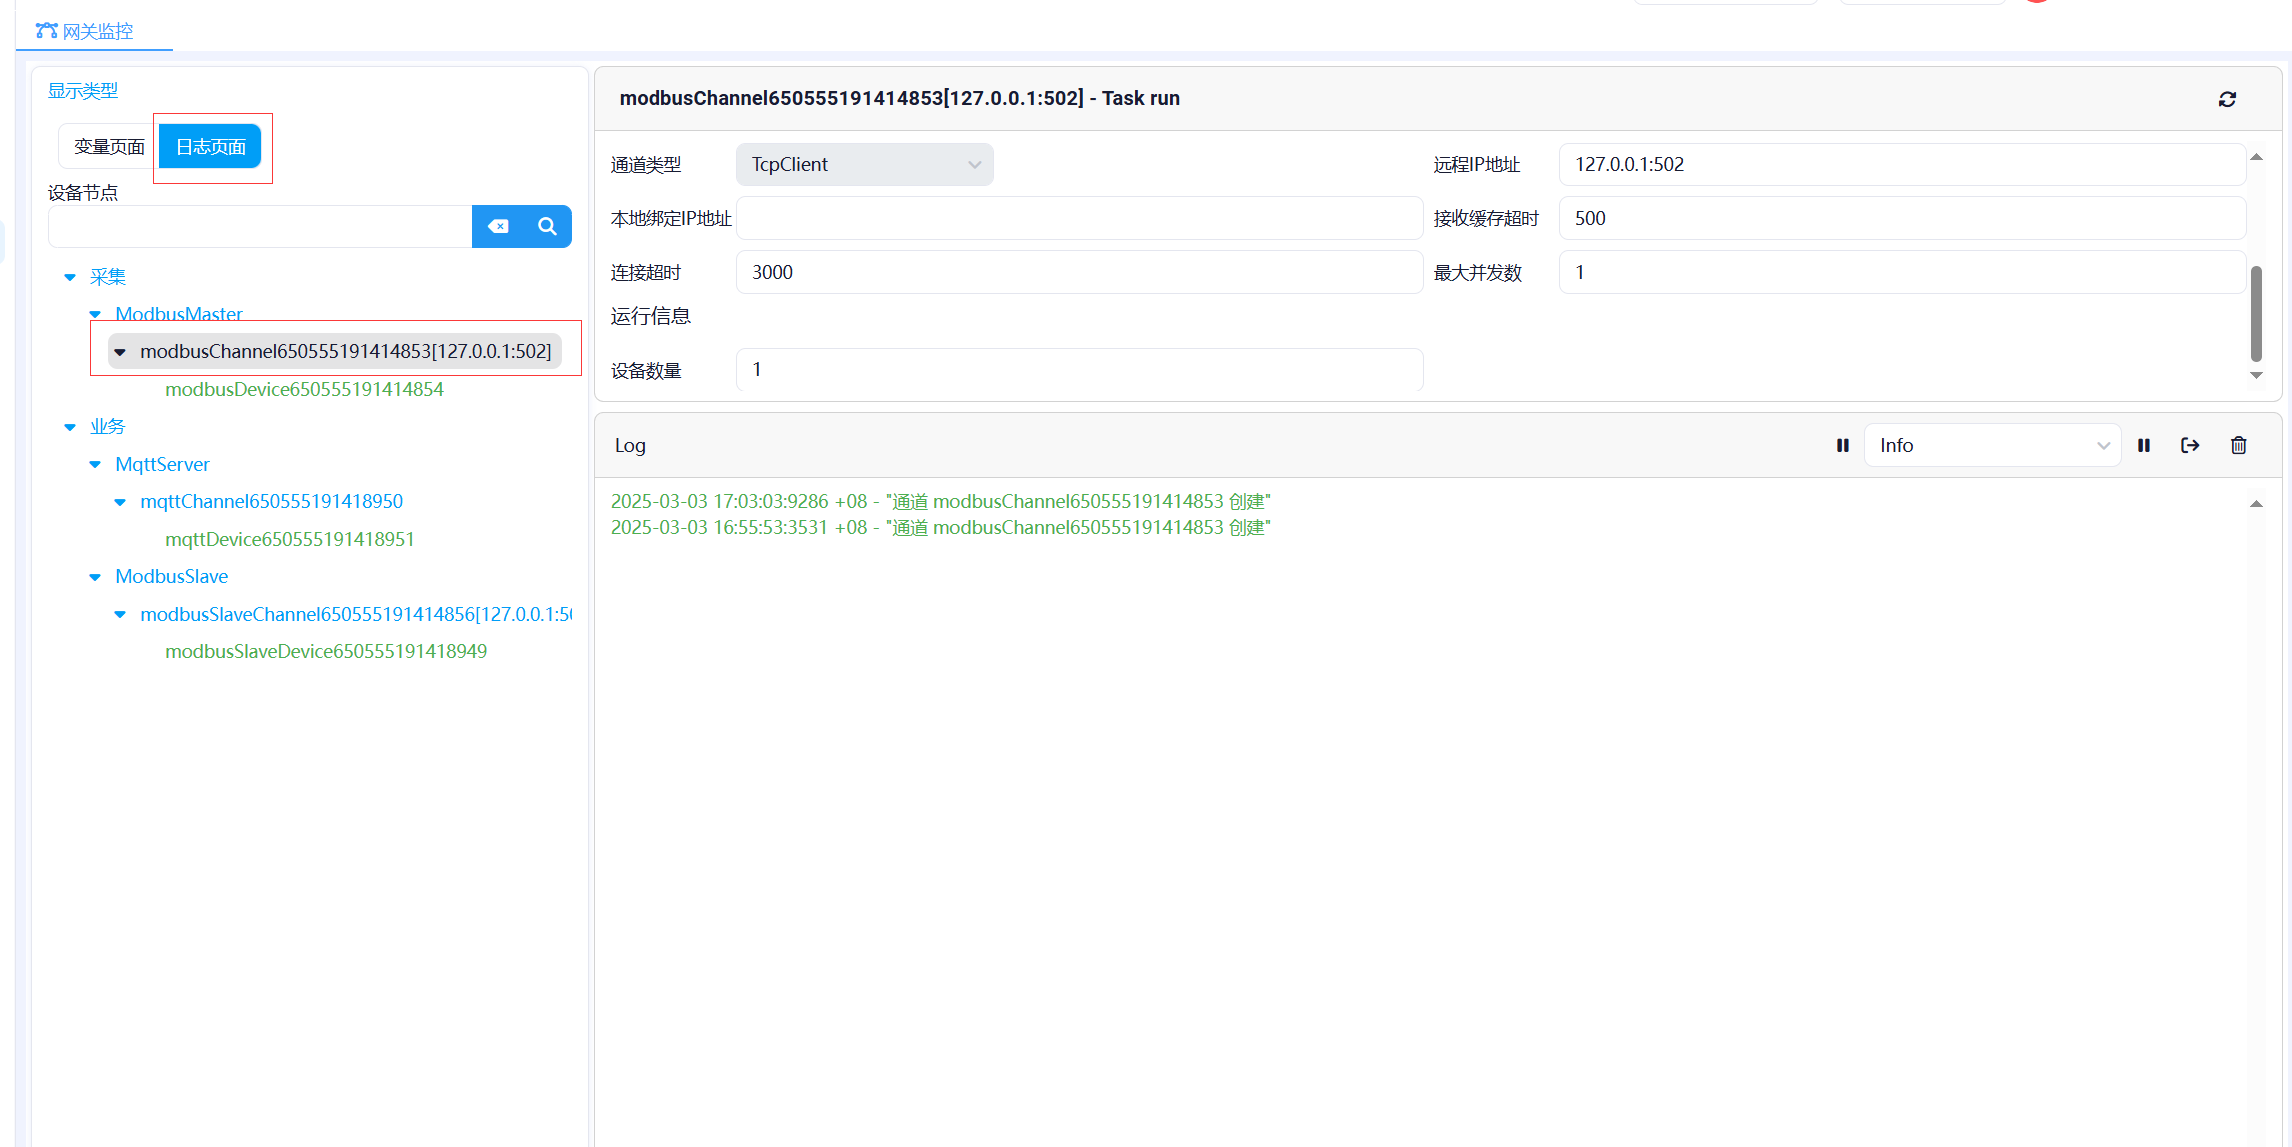 网关监控
显示类型
变量页面 日志页面
设备节点
采集
ModbusMaster
modbusChannel650555191414853[127.0.0.1:502]
modbusDevice650555191414854
业务
MqttServer
mqttChannel650555191418950
mqttDevice650555191418951
ModbusSlave
modbusSlaveChannel650555191414856[127.0.0.1:50
modbusSlaveDevice650555191418949
modbusChannel650555191414853[127.0.0.1:502] - Task run
通道类型 TcpClient 远程IP地址 127.0.0.1:502
本地绑定IP地址 接收缓存超时 500
连接超时 3000 最大并发数 1
运行信息
设备数量 1
Log Info
2025-03-03 17:03:03:9286 +08 - "通道 modbusChannel650555191414853 创建"
2025-03-03 16:55:53:3531 +08 - "通道 modbusChannel650555191414853 创建"